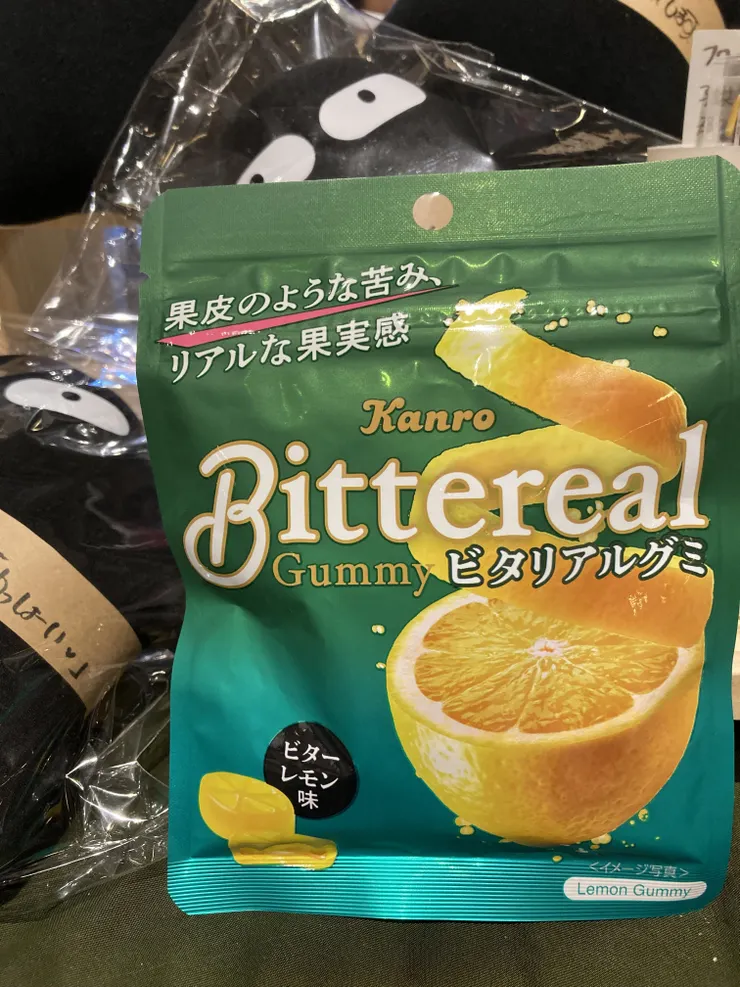 果皮のような苦み、
リアルな果実感
Kanro
Bittereal
Gummy ビタリアルグミ
ビター
レモン
味
<イメージ写真>
Lemon Gummy